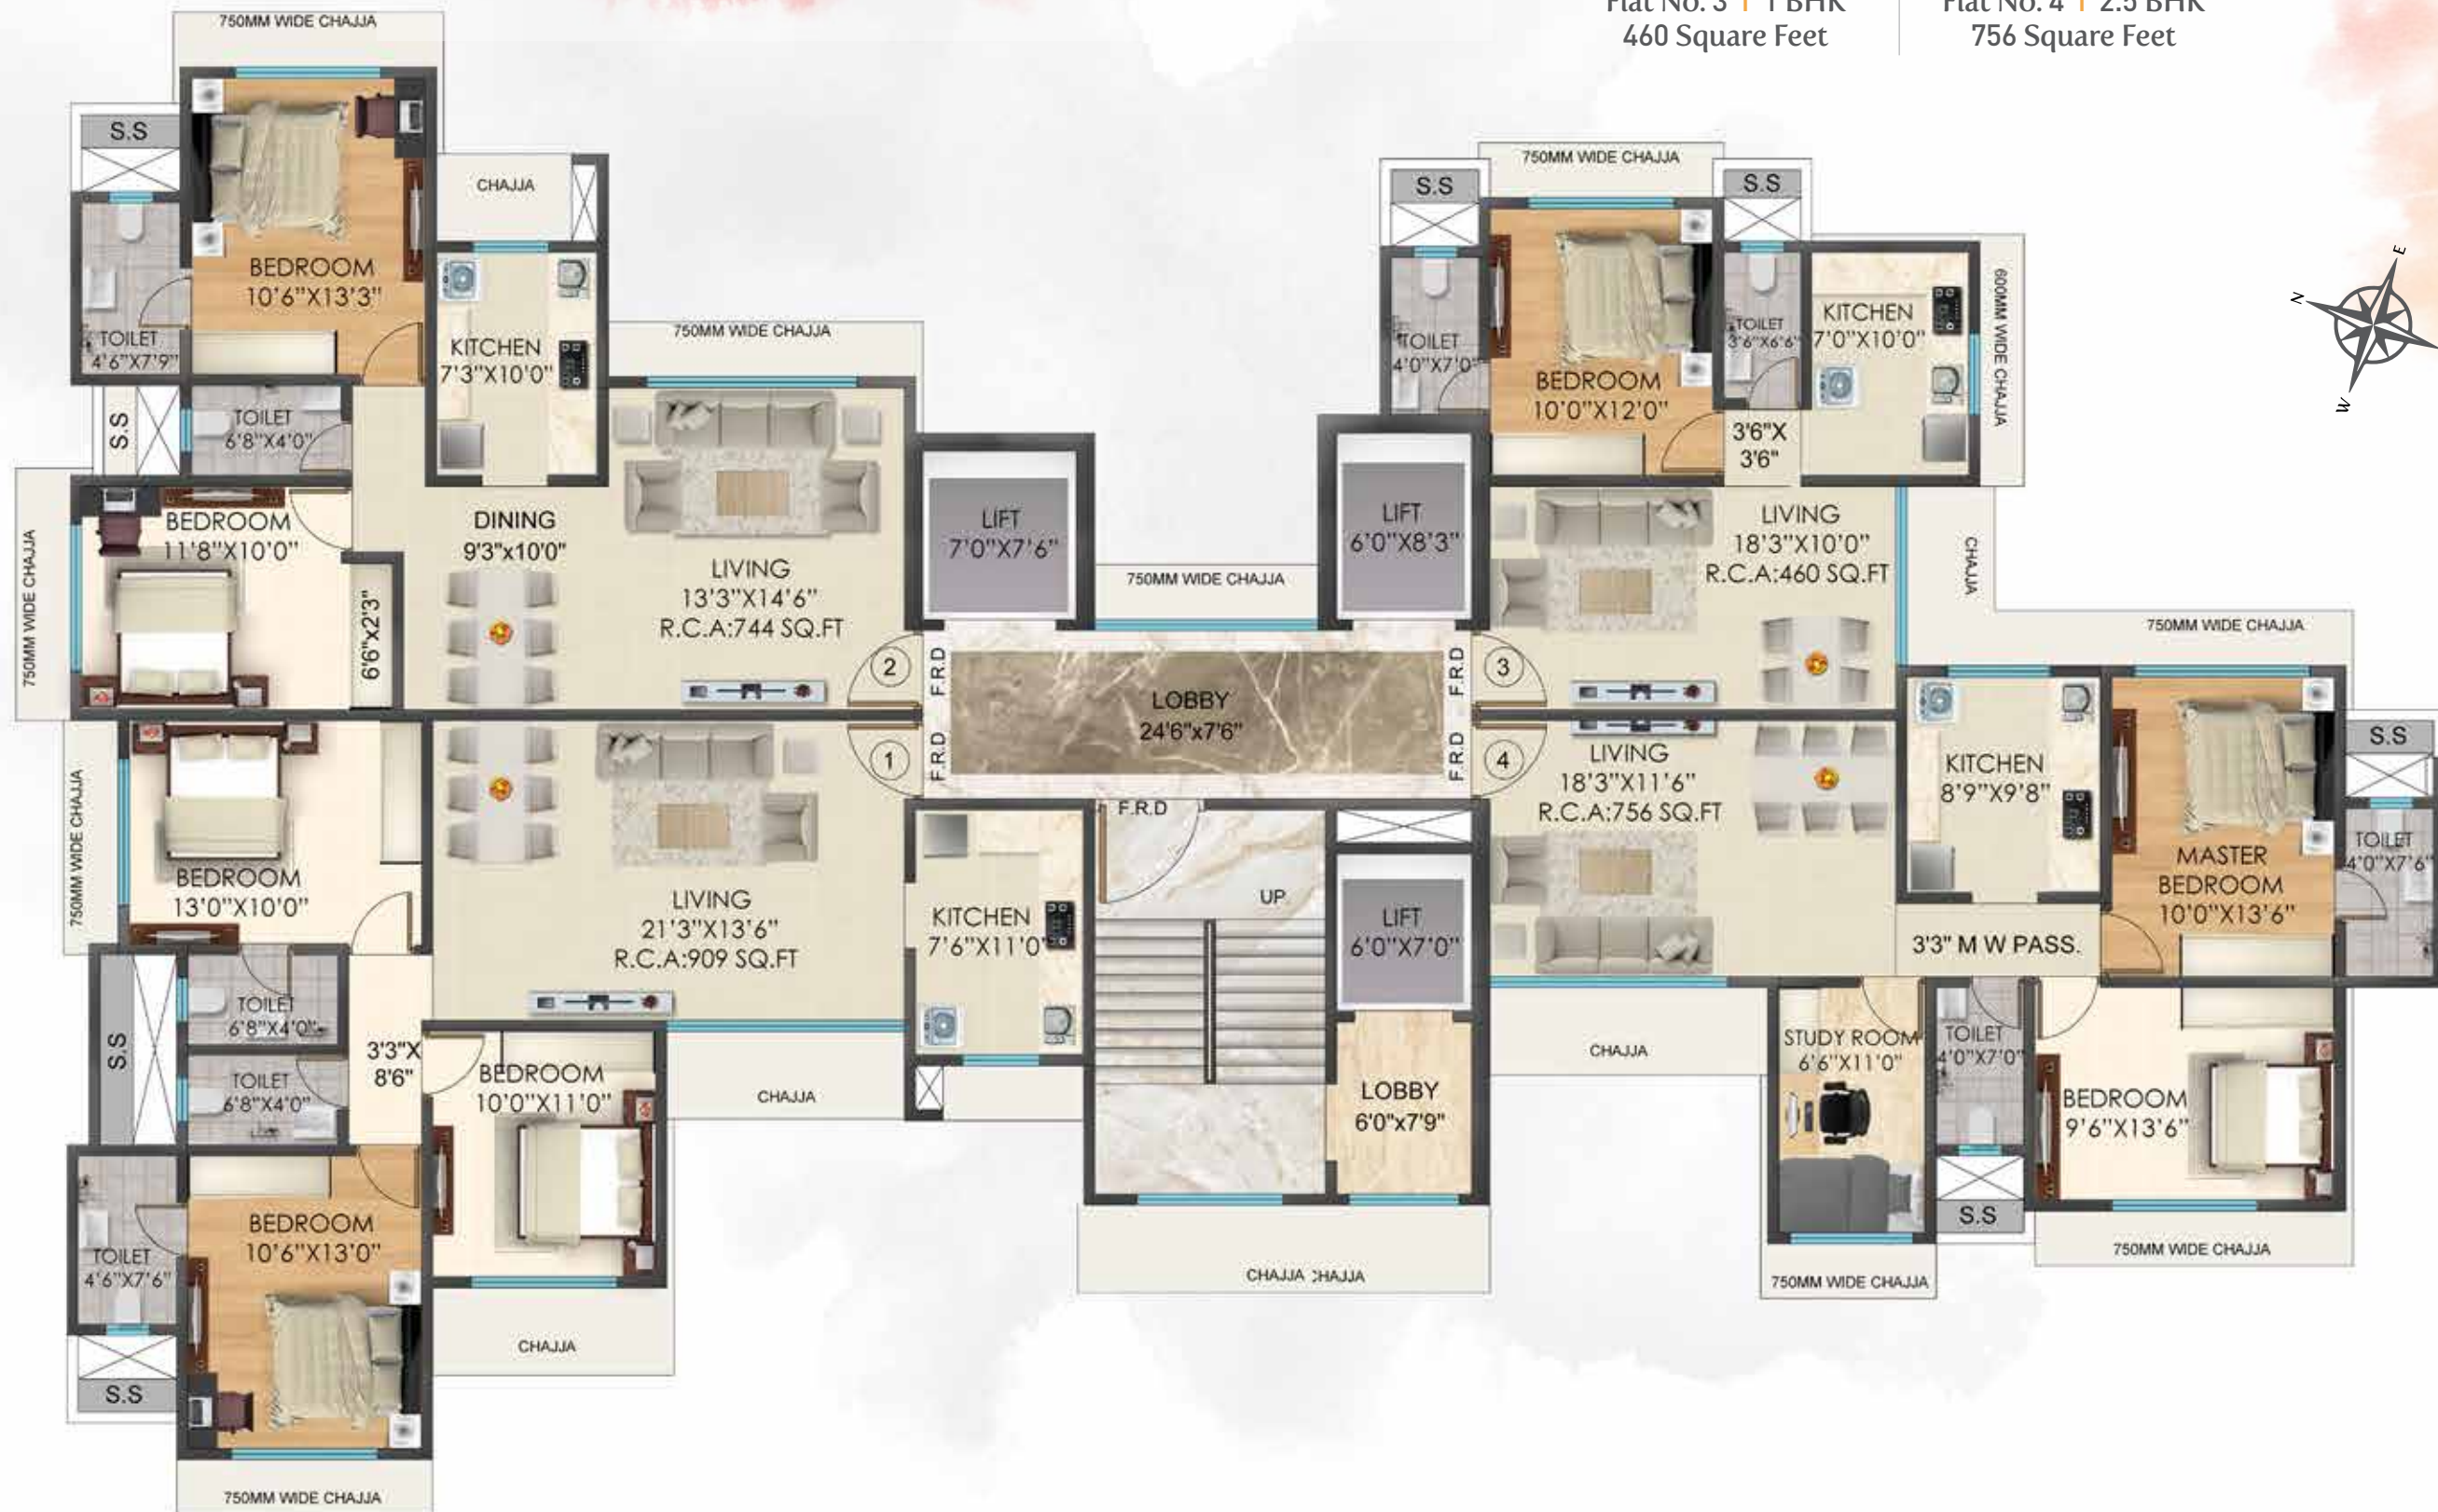 Flat No. 3 | 1 BHK
460 Square Feet
Flat No. 4 | 2.5 BHK
756 Square Feet
750MM WIDE CHAJJA
S.S
BEDROOM
10'6"X13'3"
TOILET
4'6"X7'9"
CHAJJA
KITCHEN
7'3"X10'0"
750MM WIDE CHAJJA
S.S
TOILET
6'8"X4'0"
750MM WIDE CHAJJA
BEDROOM
11'8"X10'0"
6'6"x2'3"
DINING
9'3"x10'0"
LIVING
13'3"X14'6"
R.C.A:744 SQ.FT
2
F.R.D
LIFT
7'0"X7'6"
750MM WIDE CHAJJA
LIFT
6'0"X8'3"
LOBBY
24'6"x7'6"
750MM WIDE CHAJJA
S.S
S.S
TOILET
4'0"X7'0"
BEDROOM
10'0"X12'0"
TOILET
3'6"X6'6"
KITCHEN
7'0"X10'0"
600MM WIDE CHAJJA
3'6"X
3'6"
LIVING
18'3"X10'0"
R.C.A:460 SQ.FT
CHAJJA
F.R.D
3
N
E
W
750MM WIDE CHAJJA
BEDROOM
13'0"X10'0"
LIVING
21'3"X13'6"
R.C.A:909 SQ.FT
1
F.R.D
KITCHEN
7'6"X11'0"
S.S
TOILET
6'8"X4'0"
TOILET
6'8"X4'0"
3'3"X
8'6"
BEDROOM
10'0"X11'0"
CHAJJA
TOILET
4'6"X7'6"
S.S
BEDROOM
10'6"X13'0"
CHAJJA
750MM WIDE CHAJJA
F.R.D
UP
LIFT
6'0"X7'0"
LOBBY
6'0"x7'9"
CHAJJA CHAJJA
F.R.D
4
LIVING
18'3"X11'6"
R.C.A:756 SQ.FT
750MM WIDE CHAJJA
KITCHEN
8'9"X9'8"
MASTER
BEDROOM
10'0"X13'6"
S.S
TOILET
4'0"X7'6"
3'3" M W PASS.
CHAJJA
STUDY ROOM
6'6"X11'0"
TOILET
4'0"X7'0"
BEDROOM
9'6"X13'6"
S.S
750MM WIDE CHAJJA
750MM WIDE CHAJJA